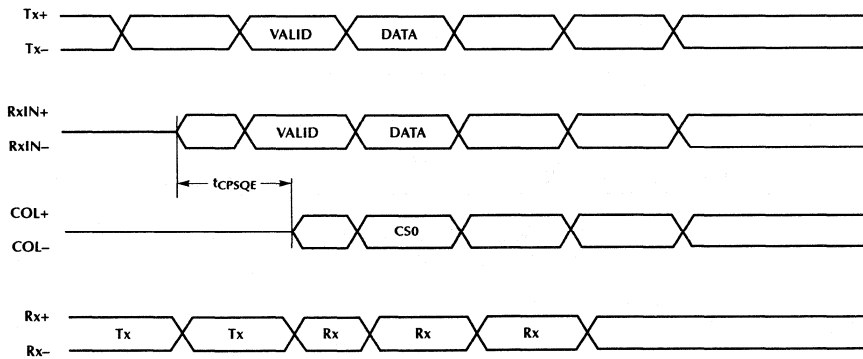 Tx+
VALID DATA
Tx–
RxIN+
VALID DATA
RxIN–
tCPSQE
COL+
CS0
COL–
Rx+
Tx Tx Rx Rx Rx
Rx–